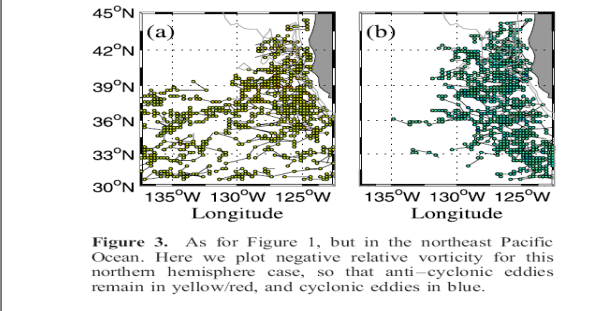 45°N
(a)
(b)
42°N
39°N
36°N
33°N
30°N
135°W 130°W 125°W 135°W 130°W 125°W
Longitude Longitude
Figure 3. As for Figure 1, but in the northeast Pacific
Ocean. Here we plot negative relative vorticity for this
northern hemisphere case, so that anti-cyclonic eddies
remain in yellow/red, and cyclonic eddies in blue.